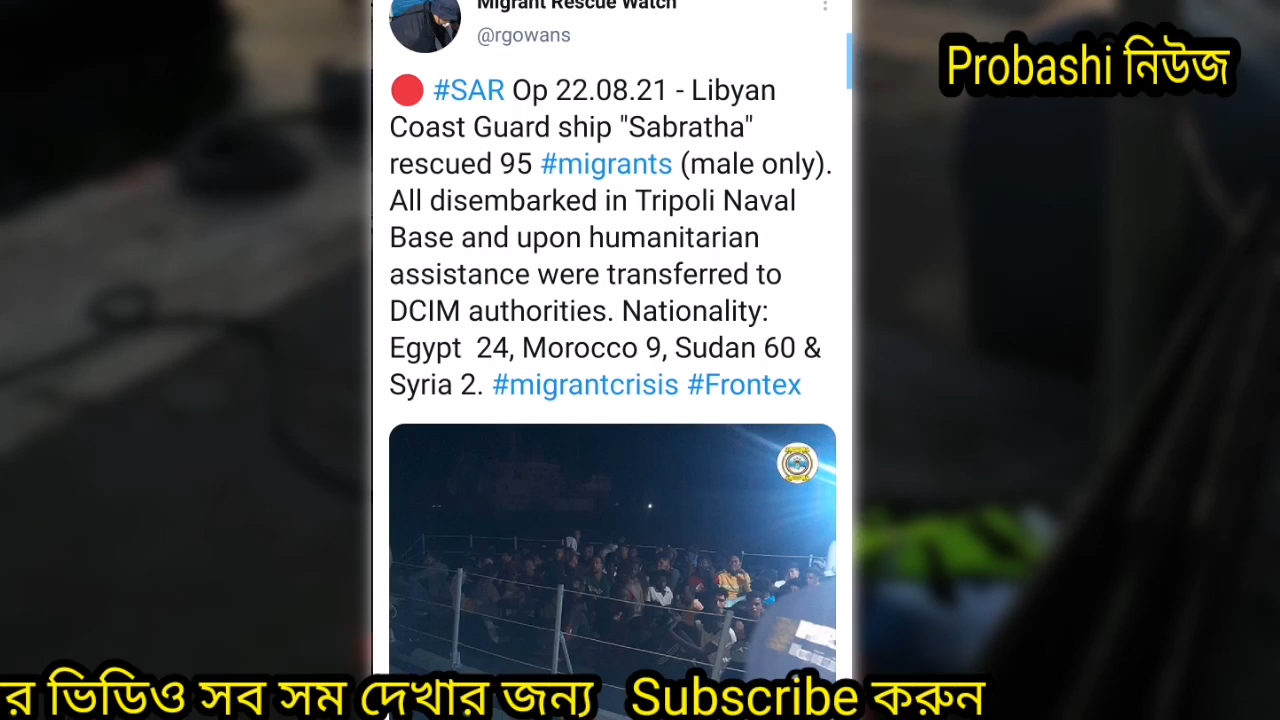 Migrant Rescue Watch
@rgowans
Probashi নিউজ
#SAR Op 22.08.21 - Libyan
Coast Guard ship "Sabratha"
rescued 95 #migrants (male only).
All disembarked in Tripoli Naval
Base and upon humanitarian
assistance were transferred to
DCIM authorities. Nationality:
Egypt 24, Morocco 9, Sudan 60 &
Syria 2. #migrantcrisis #Frontex
র ভিডিও সব সম দেখার জন্য Subscribe করুন